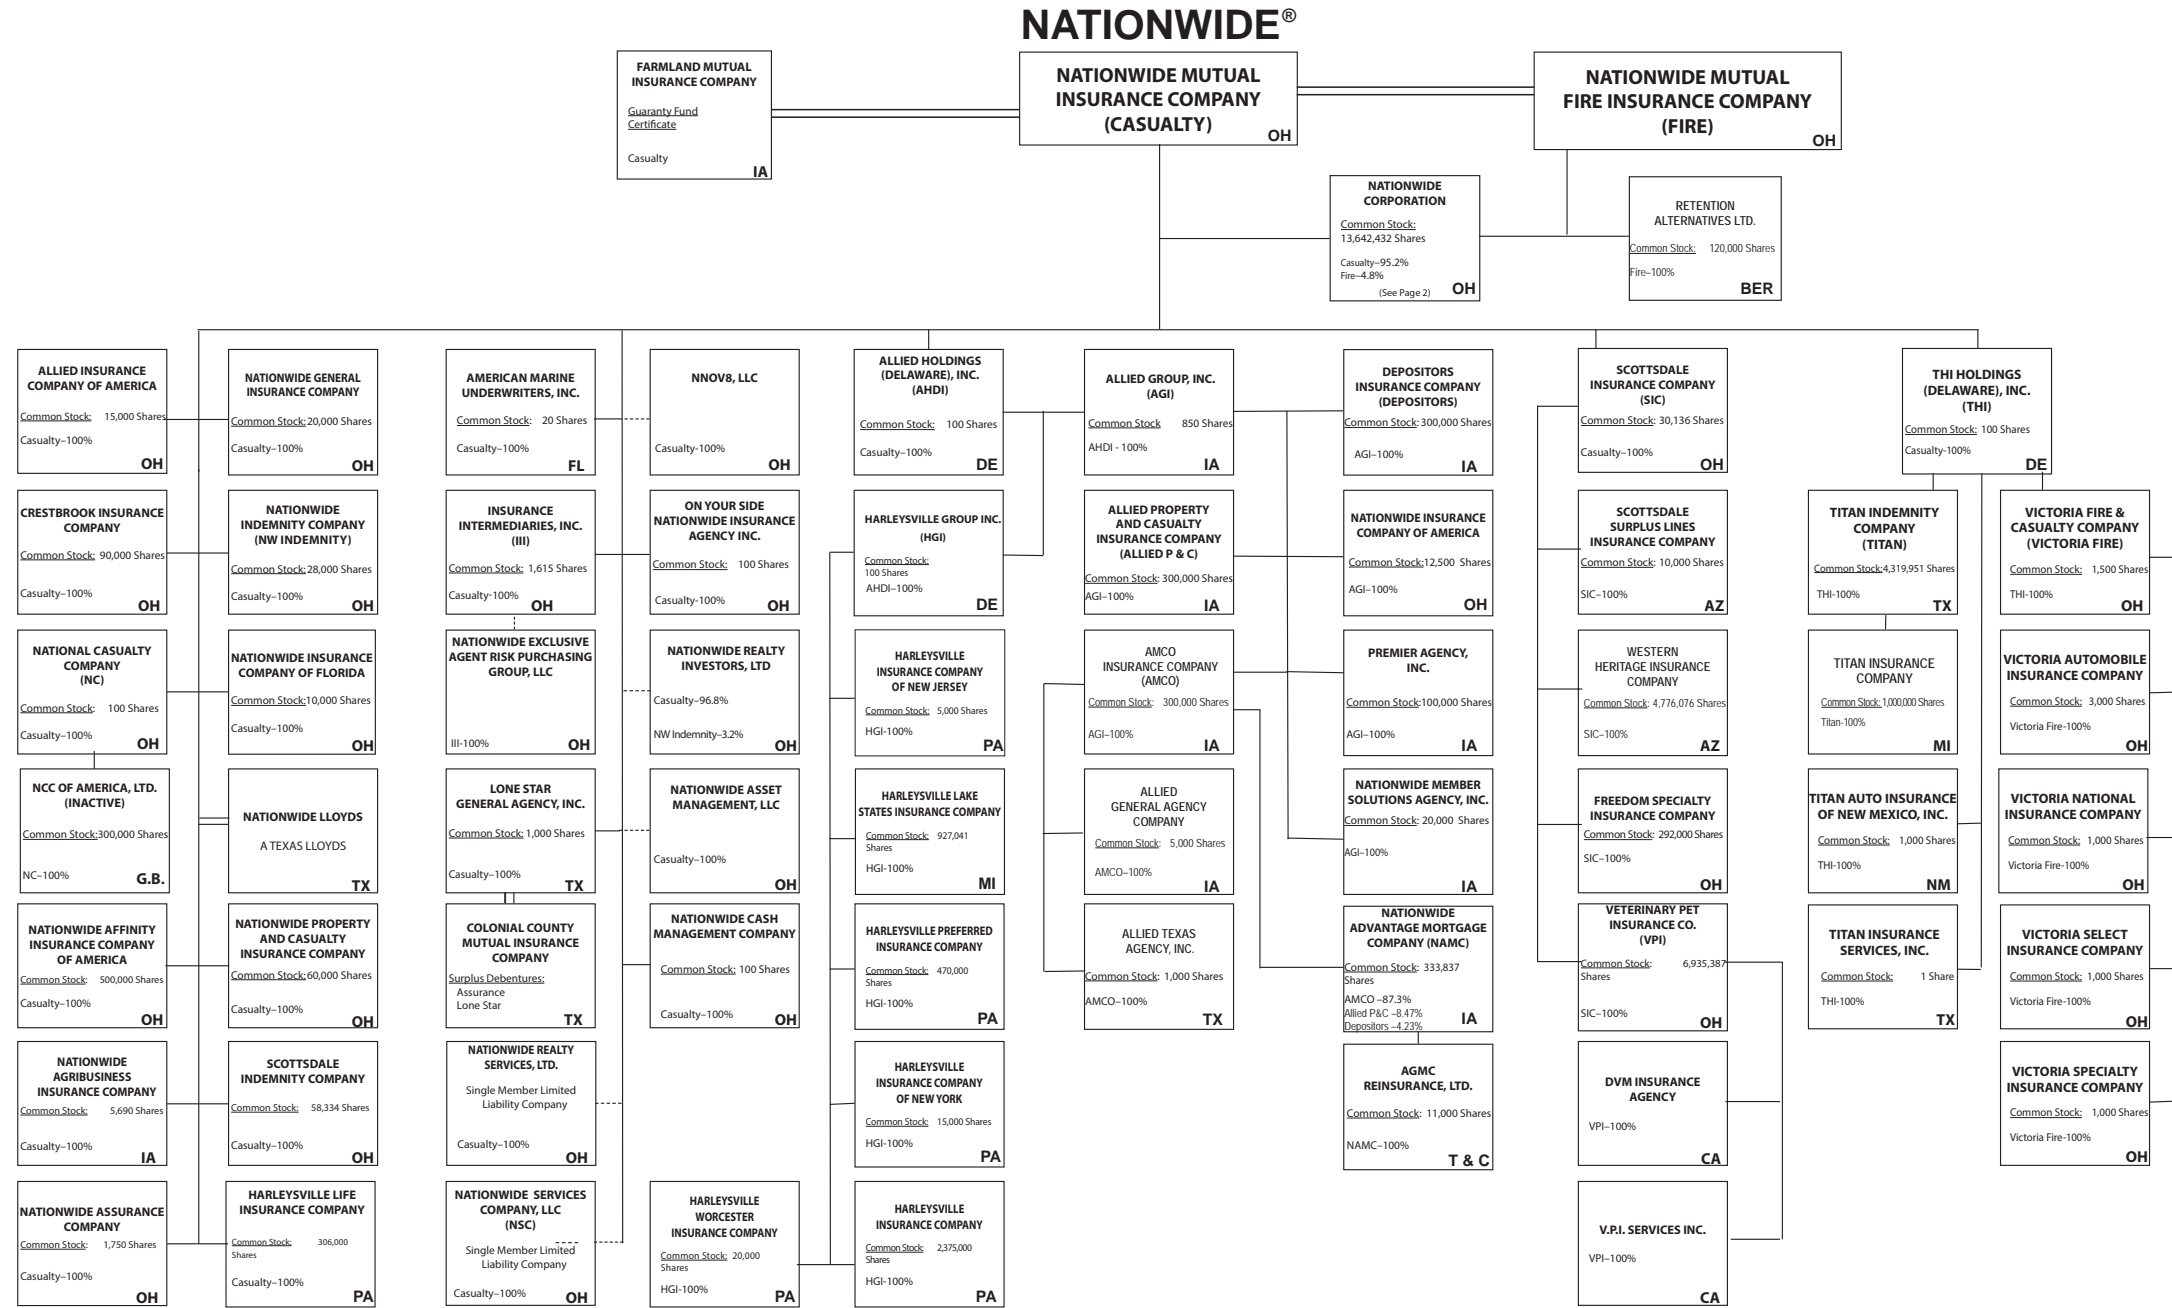 NATIONWIDE®
FARMLAND MUTUAL
INSURANCE COMPANY
Guaranty Fund
Certificate
Casualty
IA
NATIONWIDE MUTUAL
INSURANCE COMPANY
(CASUALTY)
OH
NATIONWIDE MUTUAL
FIRE INSURANCE COMPANY
(FIRE)
OH
NATIONWIDE
CORPORATION
Common Stock:
13,642,432 Shares
Casualty–95.2%
Fire–4.8%
(See Page 2) OH
RETENTION
ALTERNATIVES LTD.
Common Stock: 120,000 Shares
Fire–100%
BER
ALLIED INSURANCE
COMPANY OF AMERICA
Common Stock: 15,000 Shares
Casualty–100%
OH
NATIONWIDE GENERAL
INSURANCE COMPANY
Common Stock: 20,000 Shares
Casualty–100%
OH
AMERICAN MARINE
UNDERWRITERS, INC.
Common Stock: 20 Shares
Casualty–100%
FL
NNOV8, LLC
Casualty-100%
OH
ALLIED HOLDINGS
(DELAWARE), INC.
(AHDI)
Common Stock: 100 Shares
Casualty–100%
DE
ALLIED GROUP, INC.
(AGI)
Common Stock 850 Shares
AHDI - 100%
IA
DEPOSITORS
INSURANCE COMPANY
(DEPOSITORS)
Common Stock: 300,000 Shares
AGI–100%
IA
SCOTTSDALE
INSURANCE COMPANY
(SIC)
Common Stock: 30,136 Shares
Casualty–100%
OH
THI HOLDINGS
(DELAWARE), INC.
(THI)
Common Stock: 100 Shares
Casualty-100%
DE
CRESTBROOK INSURANCE
COMPANY
Common Stock: 90,000 Shares
Casualty–100%
OH
NATIONWIDE
INDEMNITY COMPANY
(NW INDEMNITY)
Common Stock: 28,000 Shares
Casualty–100%
OH
INSURANCE
INTERMEDIARIES, INC.
(III)
Common Stock: 1,615 Shares
Casualty-100%
OH
ON YOUR SIDE
NATIONWIDE INSURANCE
AGENCY INC.
Common Stock: 100 Shares
Casualty-100%
OH
HARLEYSVILLE GROUP INC.
(HGI)
Common Stock:
100 Shares
AHDI–100%
DE
ALLIED PROPERTY
AND CASUALTY
INSURANCE COMPANY
(ALLIED P & C)
Common Stock: 300,000 Shares
AGI–100%
IA
NATIONWIDE INSURANCE
COMPANY OF AMERICA
Common Stock:12,500 Shares
AGI–100%
OH
SCOTTSDALE
SURPLUS LINES
INSURANCE COMPANY
Common Stock: 10,000 Shares
SIC–100%
AZ
TITAN INDEMNITY
COMPANY
(TITAN)
Common Stock:4,319,951 Shares
THI-100%
TX
VICTORIA FIRE &
CASUALTY COMPANY
(VICTORIA FIRE)
Common Stock: 1,500 Shares
THI-100%
OH
NATIONAL CASUALTY
COMPANY
(NC)
Common Stock: 100 Shares
Casualty–100%
OH
NATIONWIDE INSURANCE
COMPANY OF FLORIDA
Common Stock:10,000 Shares
Casualty–100%
OH
NATIONWIDE EXCLUSIVE
AGENT RISK PURCHASING
GROUP, LLC
III-100%
OH
NATIONWIDE REALTY
INVESTORS, LTD
Casualty–96.8%
NW Indemnity–3.2%
OH
HARLEYSVILLE
INSURANCE COMPANY
OF NEW JERSEY
Common Stock: 5,000 Shares
HGI-100%
PA
AMCO
INSURANCE COMPANY
(AMCO)
Common Stock: 300,000 Shares
AGI–100%
IA
PREMIER AGENCY,
INC.
Common Stock:100,000 Shares
AGI–100%
IA
WESTERN
HERITAGE INSURANCE
COMPANY
Common Stock: 4,776,076 Shares
SIC–100%
AZ
TITAN INSURANCE
COMPANY
Common Stock: 1,000,000 Shares
Titan-100%
MI
VICTORIA AUTOMOBILE
INSURANCE COMPANY
Common Stock: 3,000 Shares
Victoria Fire-100%
OH
NCC OF AMERICA, LTD.
(INACTIVE)
Common Stock:300,000 Shares
NC–100%
G.B.
NATIONWIDE LLOYDS
A TEXAS LLOYDS
TX
LONE STAR
GENERAL AGENCY, INC.
Common Stock: 1,000 Shares
Casualty–100%
TX
NATIONWIDE ASSET
MANAGEMENT, LLC
Casualty–100%
OH
HARLEYSVILLE LAKE
STATES INSURANCE COMPANY
Common Stock: 927,041
Shares
HGI-100%
MI
ALLIED
GENERAL AGENCY
COMPANY
Common Stock: 5,000 Shares
AMCO–100%
IA
NATIONWIDE MEMBER
SOLUTIONS AGENCY, INC.
Common Stock: 20,000 Shares
AGI–100%
IA
FREEDOM SPECIALTY
INSURANCE COMPANY
Common Stock: 292,000 Shares
SIC–100%
OH
TITAN AUTO INSURANCE
OF NEW MEXICO, INC.
Common Stock: 1,000 Shares
THI-100%
NM
VICTORIA NATIONAL
INSURANCE COMPANY
Common Stock: 1,000 Shares
Victoria Fire-100%
OH
NATIONWIDE AFFINITY
INSURANCE COMPANY
OF AMERICA
Common Stock: 500,000 Shares
Casualty–100%
OH
NATIONWIDE PROPERTY
AND CASUALTY
INSURANCE COMPANY
Common Stock:60,000 Shares
Casualty–100%
OH
COLONIAL COUNTY
MUTUAL INSURANCE
COMPANY
Surplus Debentures:
Assurance
Lone Star
TX
NATIONWIDE CASH
MANAGEMENT COMPANY
Common Stock: 100 Shares
Casualty–100%
OH
HARLEYSVILLE PREFERRED
INSURANCE COMPANY
Common Stock: 470,000
Shares
HGI-100%
PA
ALLIED TEXAS
AGENCY, INC.
Common Stock: 1,000 Shares
AMCO–100%
TX
NATIONWIDE
ADVANTAGE MORTGAGE
COMPANY (NAMC)
Common Stock: 333,837
Shares
AMCO –87.3%
Allied P&C –8.47%
Depositors –4.23%
IA
VETERINARY PET
INSURANCE CO.
(VPI)
Common Stock: 6,935,387
Shares
SIC–100%
OH
TITAN INSURANCE
SERVICES, INC.
Common Stock: 1 Share
THI-100%
TX
VICTORIA SELECT
INSURANCE COMPANY
Common Stock: 1,000 Shares
Victoria Fire-100%
OH
NATIONWIDE
AGRIBUSINESS
INSURANCE COMPANY
Common Stock: 5,690 Shares
Casualty–100%
IA
SCOTTSDALE
INDEMNITY COMPANY
Common Stock: 58,334 Shares
Casualty–100%
OH
NATIONWIDE REALTY
SERVICES, LTD.
Single Member Limited
Liability Company
Casualty–100%
OH
HARLEYSVILLE
INSURANCE COMPANY
OF NEW YORK
Common Stock: 15,000 Shares
HGI-100%
PA
AGMC
REINSURANCE, LTD.
Common Stock: 11,000 Shares
NAMC–100%
T & C
DVM INSURANCE
AGENCY
VPI–100%
CA
VICTORIA SPECIALTY
INSURANCE COMPANY
Common Stock: 1,000 Shares
Victoria Fire-100%
OH
NATIONWIDE ASSURANCE
COMPANY
Common Stock: 1,750 Shares
Casualty–100%
OH
HARLEYSVILLE LIFE
INSURANCE COMPANY
Common Stock: 306,000
Shares
Casualty–100%
PA
NATIONWIDE SERVICES
COMPANY, LLC
(NSC)
Single Member Limited
Liability Company
Casualty–100%
OH
HARLEYSVILLE
WORCESTER
INSURANCE COMPANY
Common Stock: 20,000
Shares
HGI-100%
PA
HARLEYSVILLE
INSURANCE COMPANY
Common Stock: 2,375,000
Shares
HGI-100%
PA
V.P.I. SERVICES INC.
VPI–100%
CA